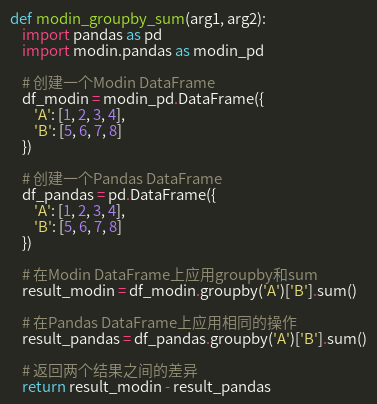 def modin_groupby_sum(arg1, arg2):
    import pandas as pd
    import modin.pandas as modin_pd

    # 创建一个Modin DataFrame
    df_modin = modin_pd.DataFrame({
        'A': [1, 2, 3, 4],
        'B': [5, 6, 7, 8]
    })

    # 创建一个Pandas DataFrame
    df_pandas = pd.DataFrame({
        'A': [1, 2, 3, 4],
        'B': [5, 6, 7, 8]
    })

    # 在Modin DataFrame上应用groupby和sum
    result_modin = df_modin.groupby('A')['B'].sum()

    # 在Pandas DataFrame上应用相同的操作
    result_pandas = df_pandas.groupby('A')['B'].sum()

    # 返回两个结果之间的差异
    return result_modin - result_pandas